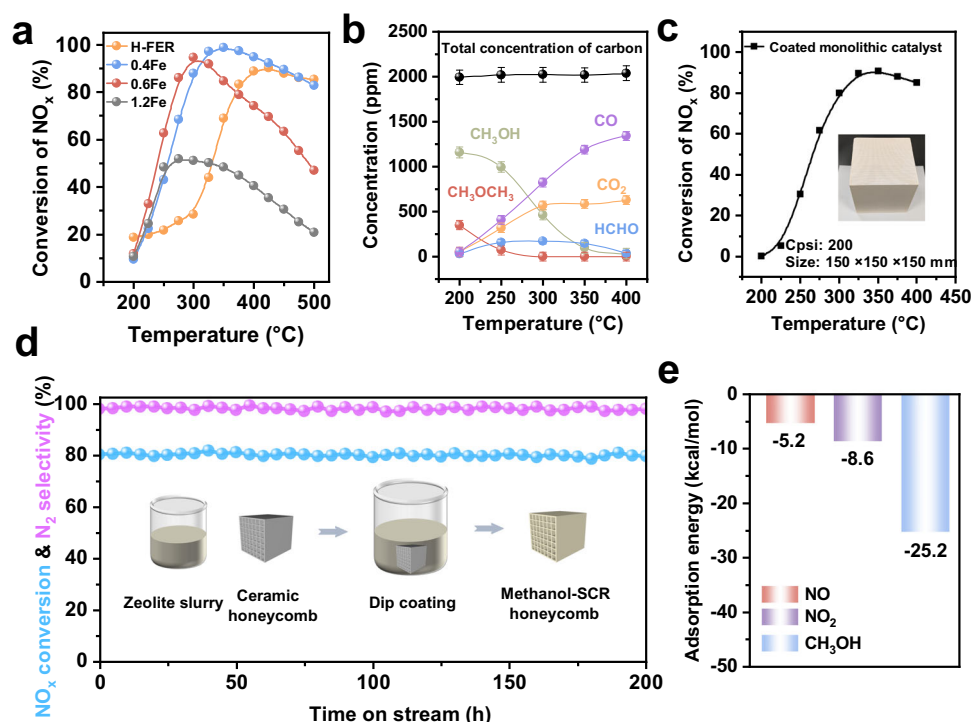 a
Conversion of NOx (%)
100
80
60
40
20
0
H-FER
0.4Fe
0.6Fe
1.2Fe
200
300
400
500
Temperature (°C)
b
Concentration (ppm)
2500
2000
1500
1000
500
0
Total concentration of carbon
CH3OH
CO
CH3OCH3
CO2
HCHO
200
250
300
350
400
Temperature (°C)
c
Conversion of NOx (%)
100
80
60
40
20
0
Coated monolithic catalyst
Cpsi: 200
Size: 150 ×150 ×150 mm
200
250
300
350
400
450
Temperature (°C)
d
NOx conversion & N2 selectivity (%)
100
80
60
40
20
0
Zeolite slurry
Ceramic
honeycomb
Dip coating
Methanol-SCR
honeycomb
0
50
100
150
200
Time on stream (h)
e
Adsorption energy (kcal/mol)
0
-10
-20
-30
-40
-50
-5.2
-8.6
-25.2
NO
NO2
CH3OH